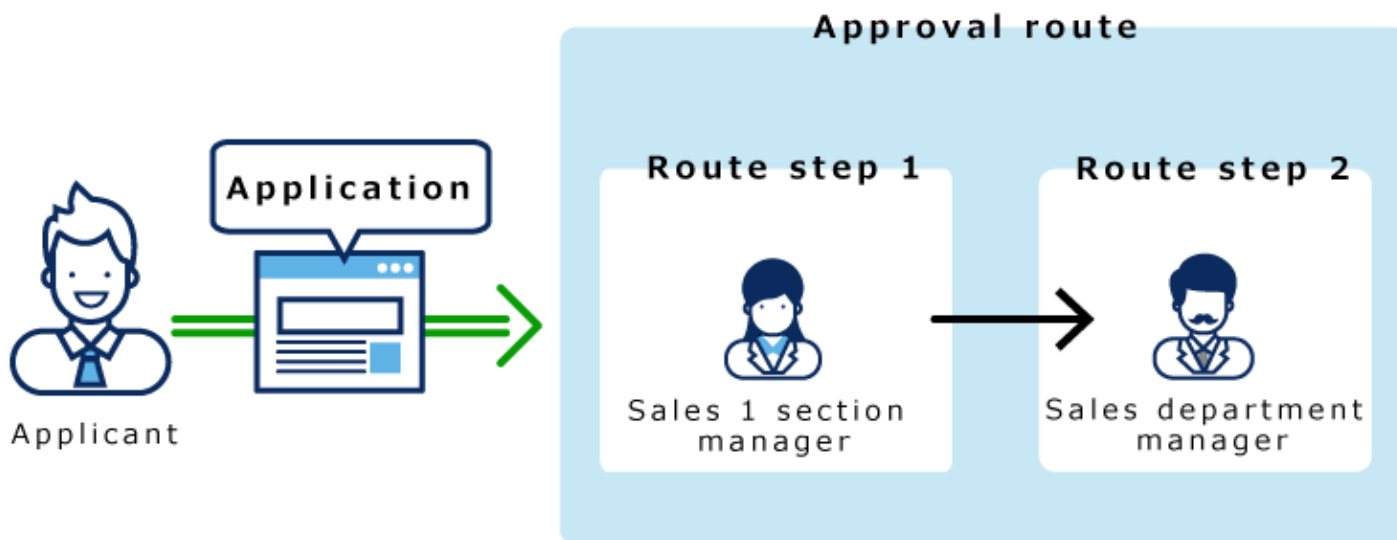 Approval route
Application
Applicant
Route step 1
Sales 1 section
manager
Route step 2
Sales department
manager